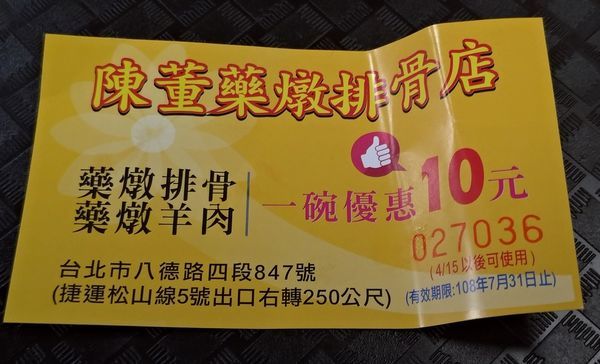 陳董藥燉排骨店
藥燉排骨
藥燉羊肉
一碗優惠10元
027036
(4/15以後可使用)
台北市八德路四段847號
(捷運松山線5號出口右轉250公尺)
(有效期限:108年7月31日止)